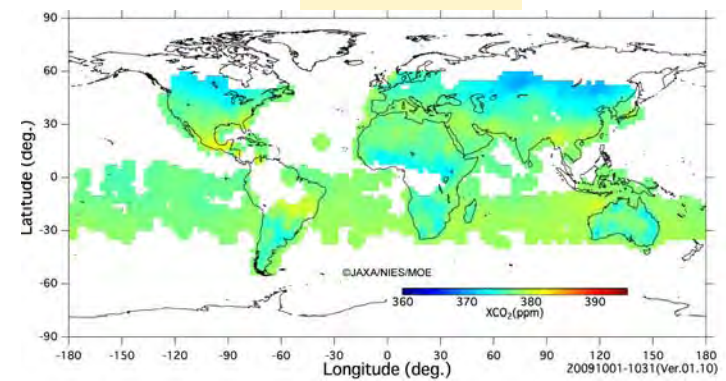 90
60
30
0
-30
-60
-90
Latitude (deg.)
©JAXA/NIES/MOE
360 370 380 390
XCO₂(ppm)
-180 -150 -120 -90 -60 -30 0 30 60 90 120 150 180
Longitude (deg.)
20091001-1031(Ver.01.10)